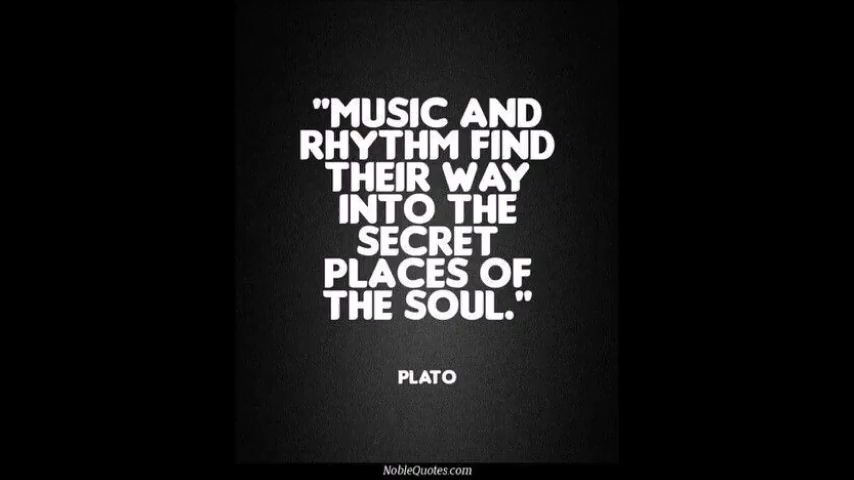 "MUSIC AND
RHYTHM FIND
THEIR WAY
INTO THE
SECRET
PLACES OF
THE SOUL."
PLATO
NobleQuotes.com